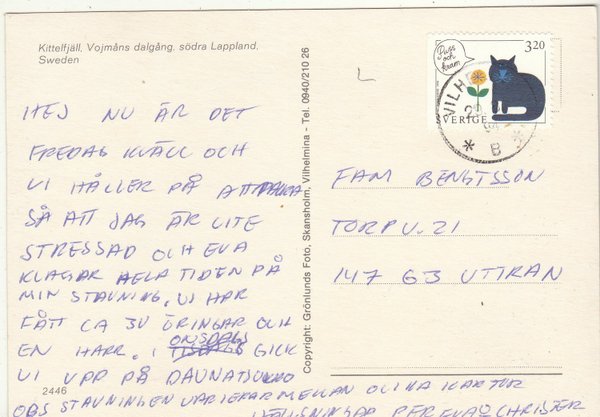 Kittelfjäll, Vojmåns dalgång, södra Lappland,
Sweden
HEJ NU ÄR DET
FREDAG KVÄLL OCH
VI HÅLLER PÅ ATT PACKA
SÅ ATT JAG ÄR LITE
STRESSAD OCH EVA
KLAGAR HELA TIDEN PÅ
MIN STAVNING. VI HAR
FÅTT CA 30 ÖRINGAR OCH
EN HARR. I ONSDAGS GICK
VI UPP PÅ
2446
OBS STAVNINGEN VARIERAR MELLAN OLIKA KARTOR
HÄLSNINGAR PER EVA CHRISTER
Copyright: Grönlunds Foto, Skansholm, Vilhelmina - Tel. 0940/210 26
L
Puss
och
kram
3.20
SVERIGE
VILH
B
FAM BENGTSSON
TORPV. 21
147 63 UTTRAN